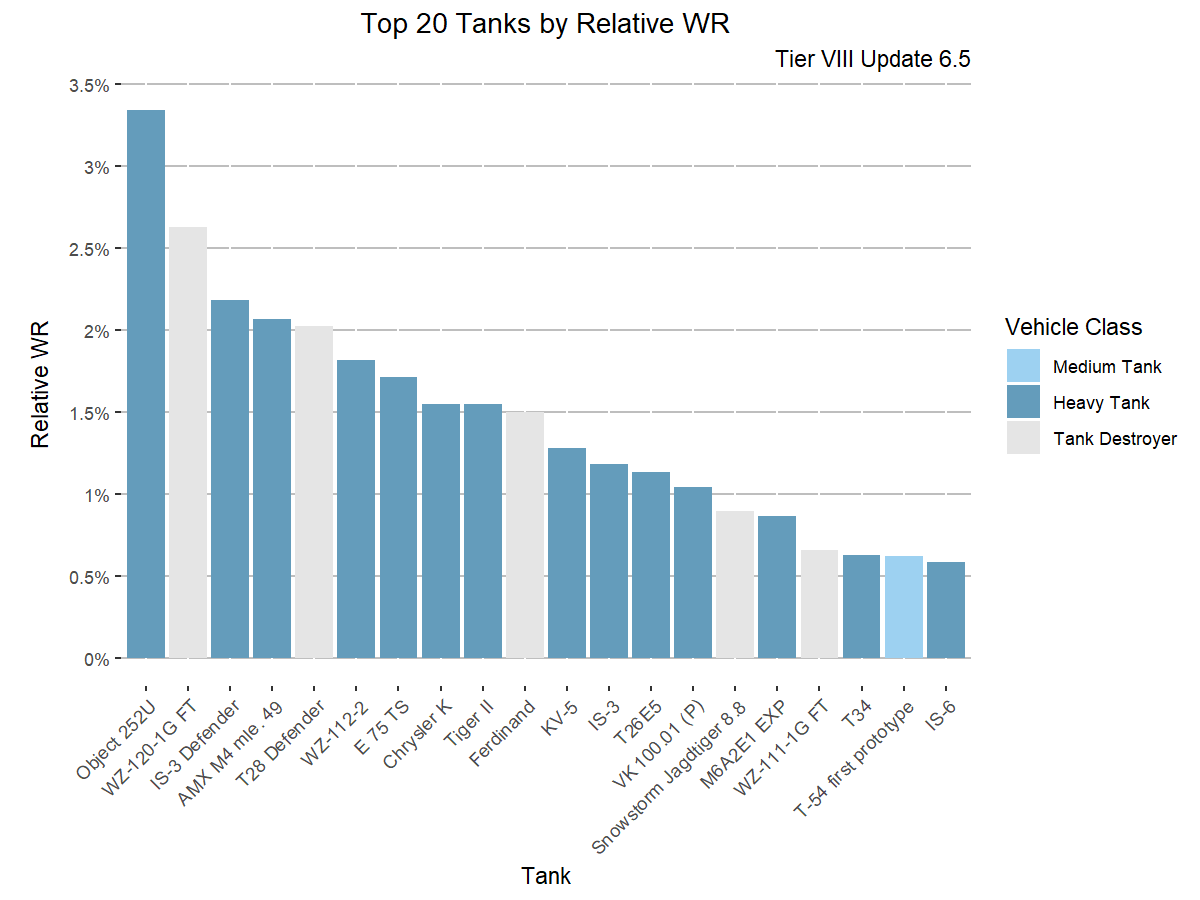 Top 20 Tanks by Relative WR
Tier VIII Update 6.5
3.5%
3%
2.5%
2%
1.5%
1%
0.5%
0%
Relative WR
Object 252U
WZ-120-1G FT
IS-3 Defender
AMX M4 mle. 49
T28 Defender
WZ-112-2
E 75 TS
Chrysler K
Tiger II
Ferdinand
KV-5
IS-3
T26E5
VK 100.01 (P)
Snowstorm Jagdtiger 8.8
M6A2E1 EXP
WZ-111-1G FT
T34
T-54 first prototype
IS-6
Tank
Vehicle Class
Medium Tank
Heavy Tank
Tank Destroyer